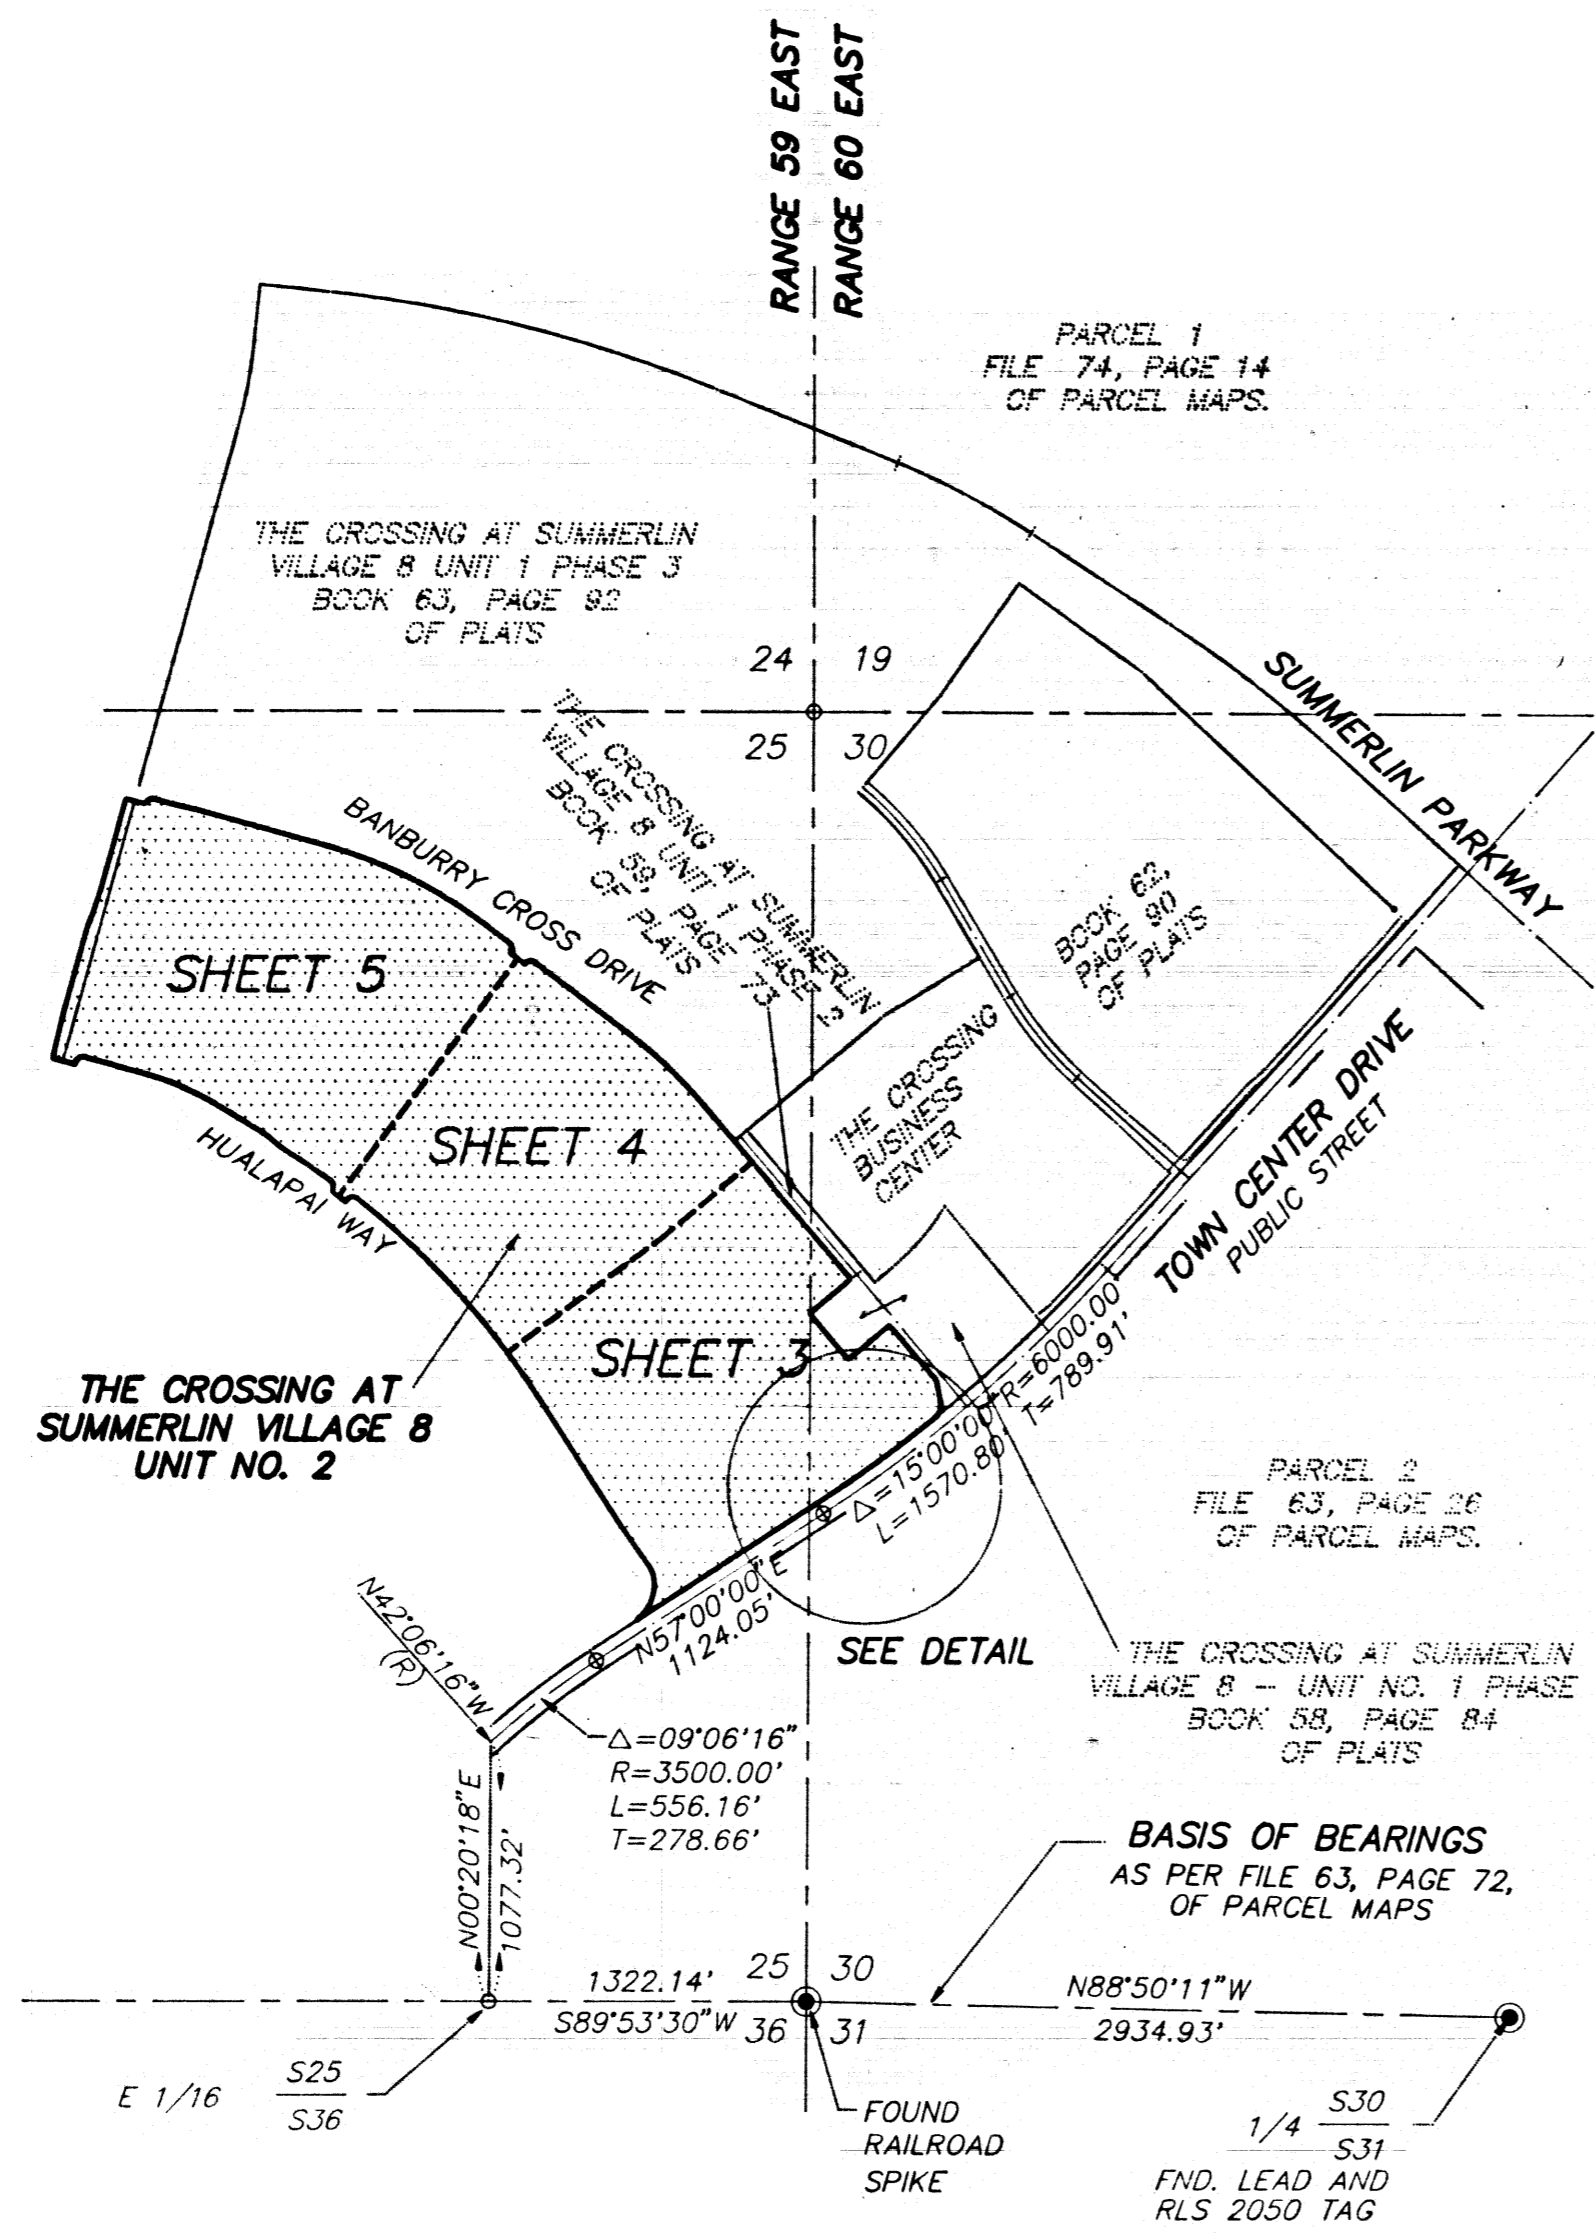 RANGE 59 EAST
RANGE 60 EAST
PARCEL 1
FILE 74, PAGE 14
OF PARCEL MAPS.
THE CROSSING AT SUMMERLIN
VILLAGE 8 UNIT 1 PHASE 3
BOOK 63, PAGE 92
OF PLATS
24 19
25 30
SUMMERLIN PARKWAY
THE CROSSING AT SUMMERLIN
VILLAGE 8 UNIT 1 PHASE
BOOK 59, PAGE 73
OF PLATS
BANBURRY CROSS DRIVE
BOOK 62,
PAGE 90
OF PLATS
SHEET 5
THE CROSSING
BUSINESS
CENTER
SHEET 4
HUALAPAI WAY
TOWN CENTER DRIVE
PUBLIC STREET
SHEET 3
THE CROSSING AT
SUMMERLIN VILLAGE 8
UNIT NO. 2
Δ=15°00'00" R=6000.00'
L=1570.80' T=789.91'
PARCEL 2
FILE 63, PAGE 26
OF PARCEL MAPS.
N57°00'00"E
1124.05'
SEE DETAIL
N42°06'16"W
(R)
THE CROSSING AT SUMMERLIN
VILLAGE 8 - UNIT NO. 1 PHASE
BOOK 58, PAGE 84
OF PLATS
Δ=09°06'16"
R=3500.00'
L=556.16'
T=278.66'
N00°20'18"E
1077.32'
BASIS OF BEARINGS
AS PER FILE 63, PAGE 72,
OF PARCEL MAPS
1322.14'
S89°53'30"W
25 30
36 31
N88°50'11"W
2934.93'
E 1/16 S25
S36
FOUND
RAILROAD
SPIKE
1/4 S30
S31
FND. LEAD AND
RLS 2050 TAG